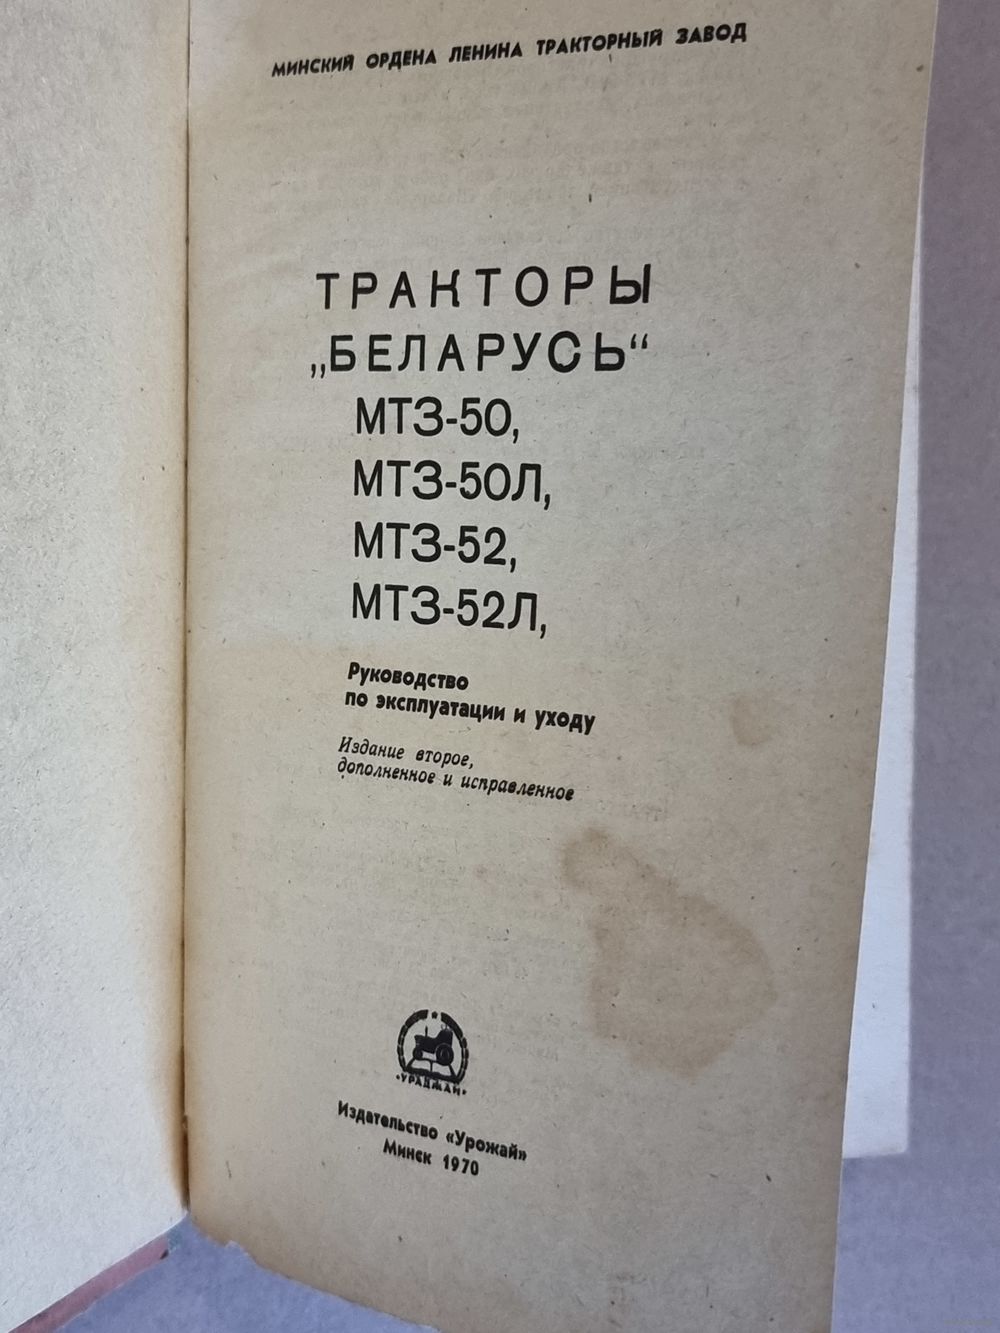 МИНСКИЙ ОРДЕНА ЛЕНИНА ТРАКТОРНЫЙ ЗАВОД
ТРАКТОРЫ
„БЕЛАРУСЬ“
МТЗ-50,
МТЗ-50Л,
МТЗ-52,
МТЗ-52Л,
Руководство
по эксплуатации и уходу
Издание второе,
дополненное и исправленное
•УРАДЖАЙ•
Издательство «Урожай»
Минск 1970